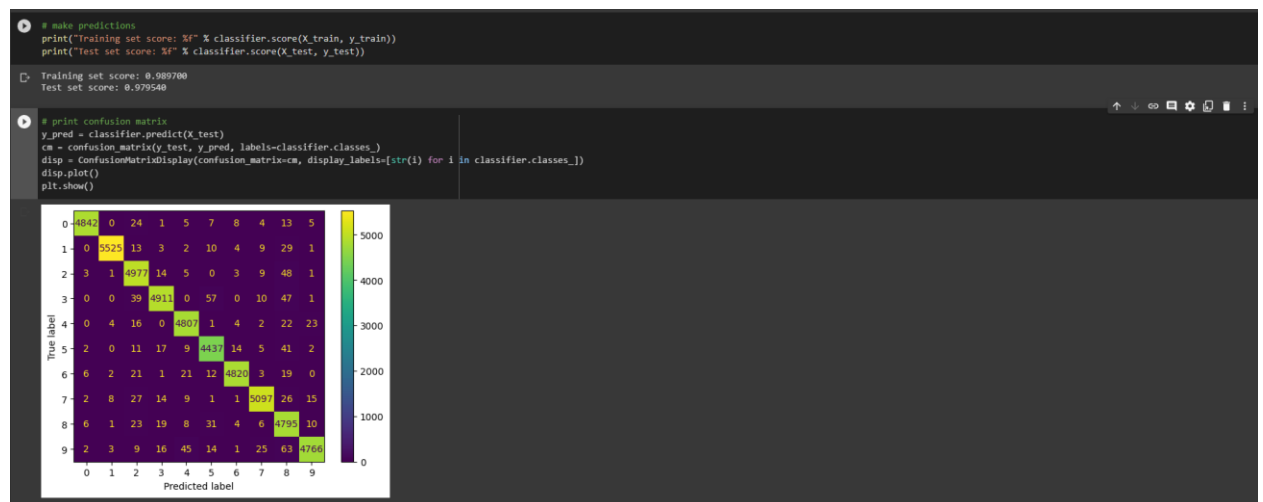 # make predictions
print("Training set score: %f" % classifier.score(X_train, y_train))
print("Test set score: %f" % classifier.score(X_test, y_test))
Training set score: 0.989700
Test set score: 0.979540
# print confusion matrix
y_pred = classifier.predict(X_test)
cm = confusion_matrix(y_test, y_pred, labels=classifier.classes_)
disp = ConfusionMatrixDisplay(confusion_matrix=cm, display_labels=[str(i) for i in classifier.classes_])
disp.plot()
plt.show()
0 4842 0 24 1 5 7 8 4 13 5
1 0 5525 13 3 2 10 4 9 29 1
2 3 1 4977 14 5 0 3 9 48 1
3 0 0 39 4911 0 57 0 10 47 1
4 0 4 16 0 4807 1 4 2 22 23
5 2 0 11 17 9 4437 14 5 41 2
6 6 2 21 1 21 12 4820 3 19 0
7 2 8 27 14 9 1 1 5097 26 15
8 6 1 23 19 8 31 4 6 4795 10
9 2 3 9 16 45 14 1 25 63 4766
0 1 2 3 4 5 6 7 8 9
Predicted label
True label
5000
4000
3000
2000
1000
0